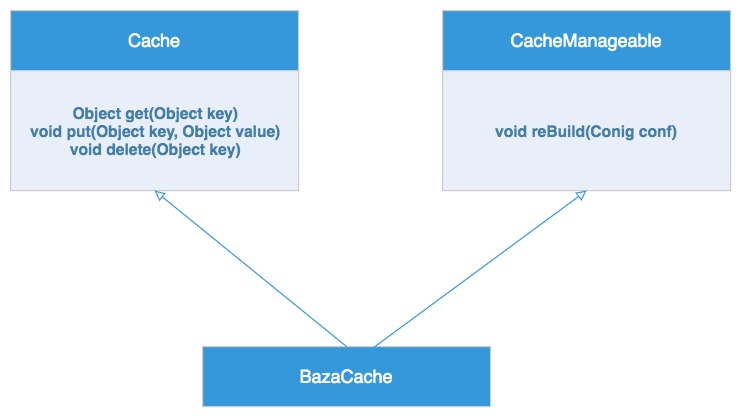 Cache
Object get(Object key)
void put(Object key, Object value)
void delete(Object key)
CacheManageable
void reBuild(Conig conf)
BazaCache